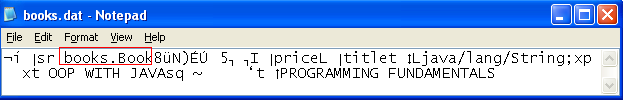 books.dat - Notepad
File Edit Format View Help
¬í |sr books.Book8üN)ÉÚ 5┐ ┐I |priceL |titlet ↕Ljava/lang/String;xp
xt OOP WITH JAVAsq ~ ‘t ↑PROGRAMMING FUNDAMENTALS